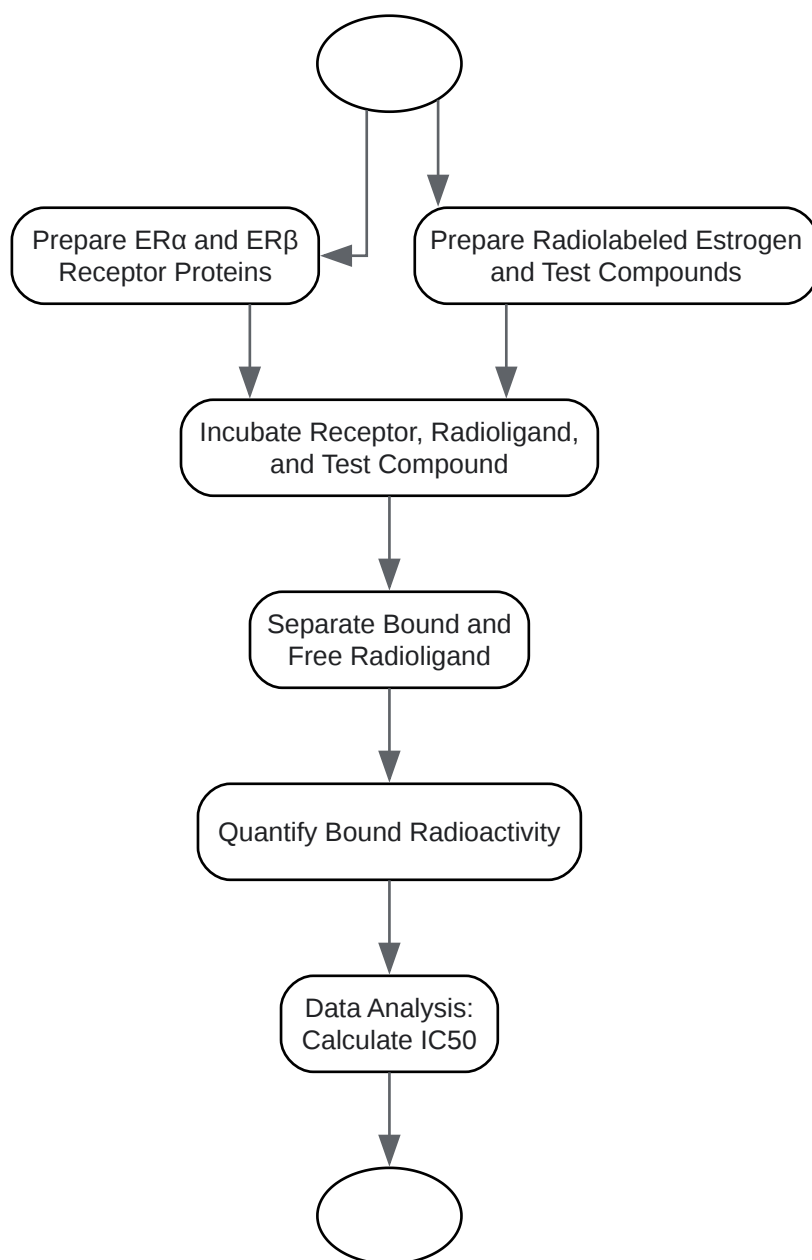 Prepare ERα and ERβ
Receptor Proteins
Prepare Radiolabeled Estrogen
and Test Compounds
Incubate Receptor, Radioligand,
and Test Compound
Separate Bound and
Free Radioligand
Quantify Bound Radioactivity
Data Analysis:
Calculate IC50